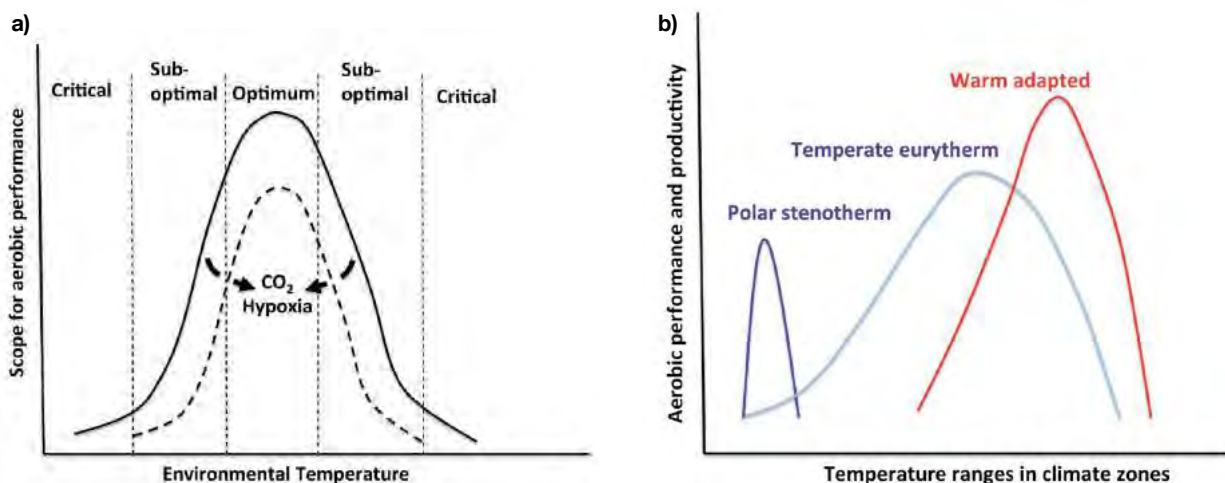 a)
Scope for aerobic performance
Critical
Sub-
optimal
Optimum
Sub-
optimal
Critical
CO2
Hypoxia
Environmental Temperature
b)
Aerobic performance and productivity
Warm adapted
Temperate eurytherm
Polar stenotherm
Temperature ranges in climate zones